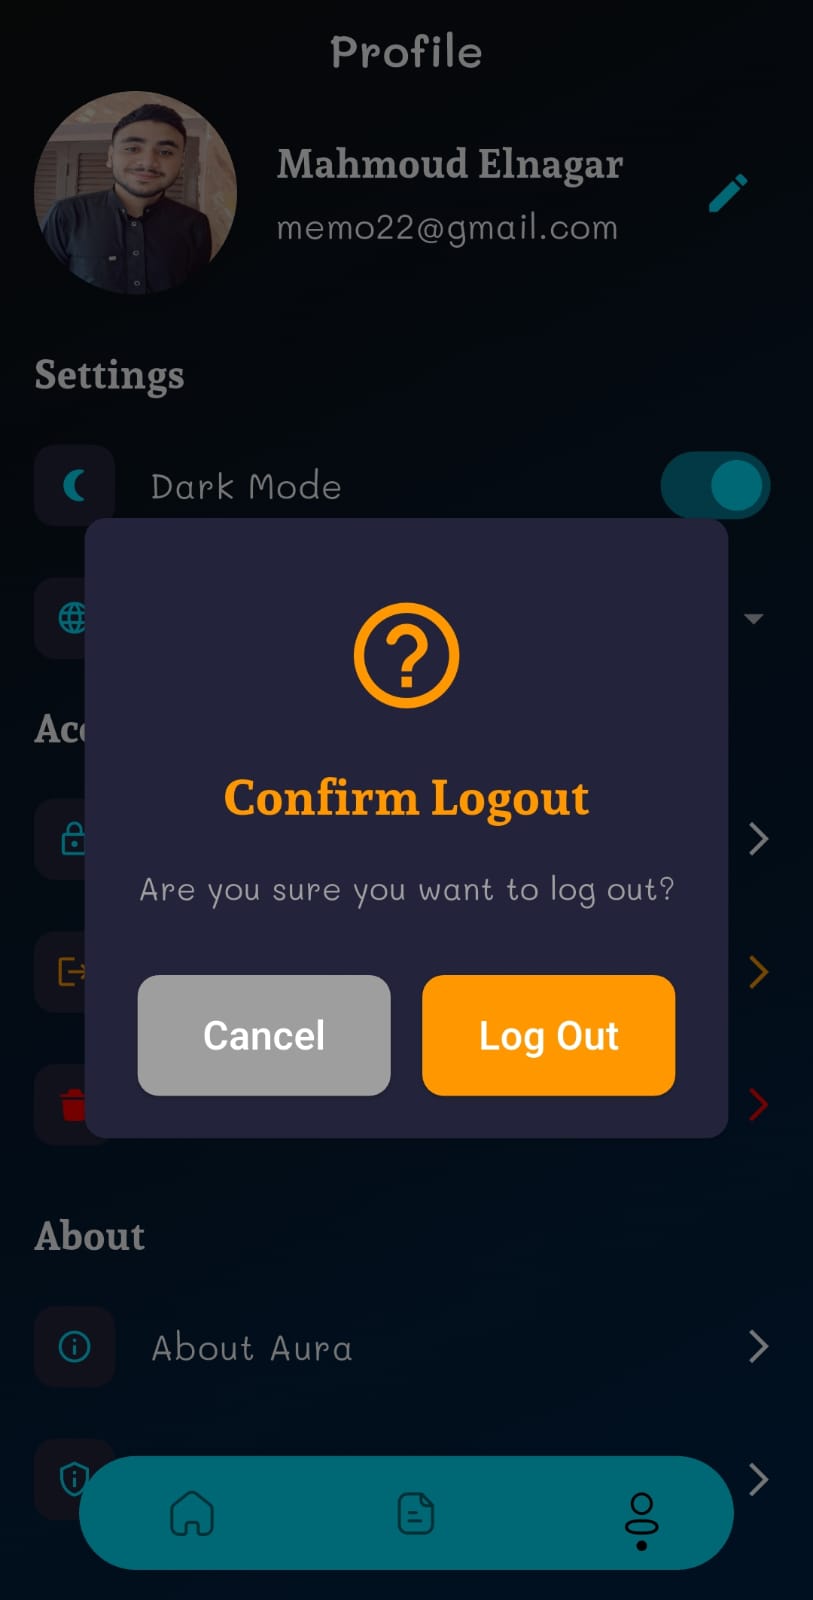 Profile
Mahmoud Elnagar
memo22@gmail.com
Settings
Dark Mode
Confirm Logout
Are you sure you want to log out?
Cancel
Log Out
About
About Aura